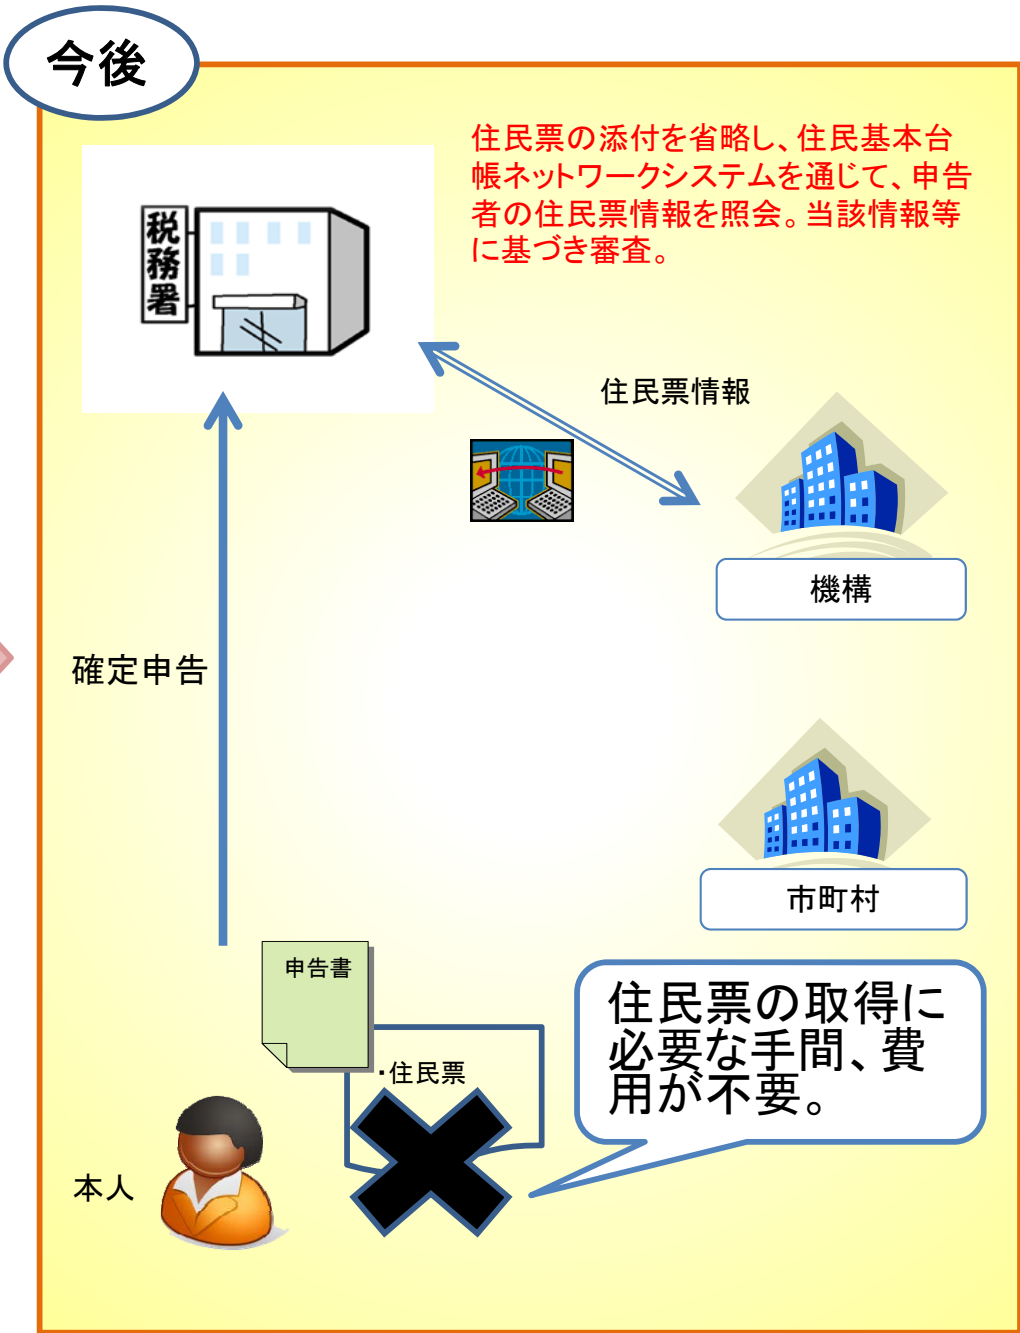 今後
住民票の添付を省略し、住民基本台
帳ネットワークシステムを通じて、申告
者の住民票情報を照会。当該情報等
に基づき審査。
税務署
住民票情報
機構
確定申告
市町村
申告書
・住民票
住民票の取得に
必要な手間、費
用が不要。
本人